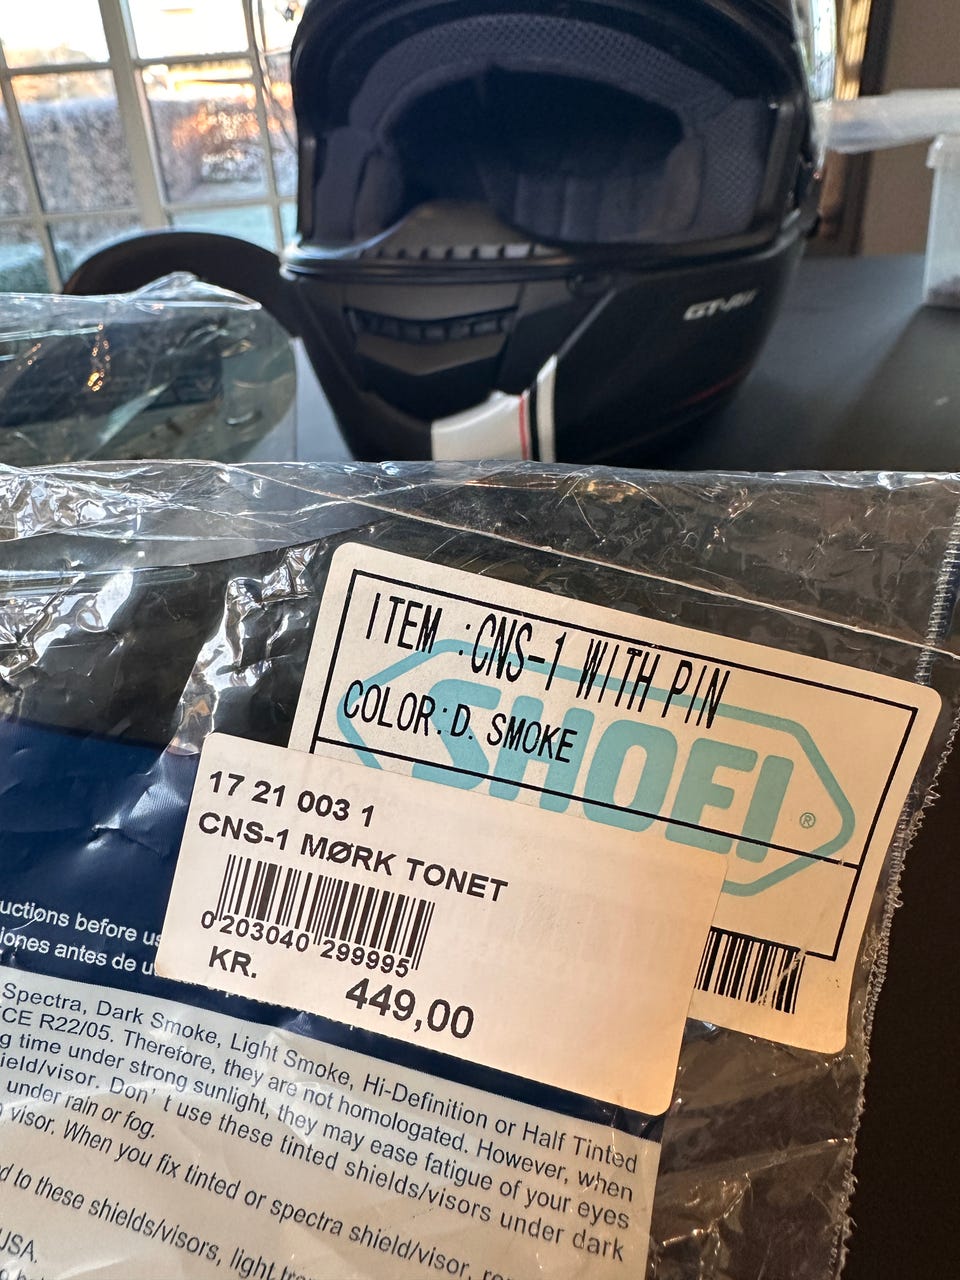 GT-Air
ITEM :CNS-1 WITH PIN
COLOR:D. SMOKE
SHOEI®
17 21 003 1
CNS-1 MØRK TONET
0 203040 299995
KR.
449,00
uctions before us
iones antes de u
Spectra, Dark Smoke, Light Smoke, Hi-Definition or Half Tinted
CE R22/05. Therefore, they are not homologated. However, when
g time under strong sunlight, they may ease fatigue of your eyes
ield/visor. Don't use these tinted shields/visors under dark
under rain or fog.
visor. When you fix tinted or spectra shield/visor, re
d to these shields/visors, light tra
USA.